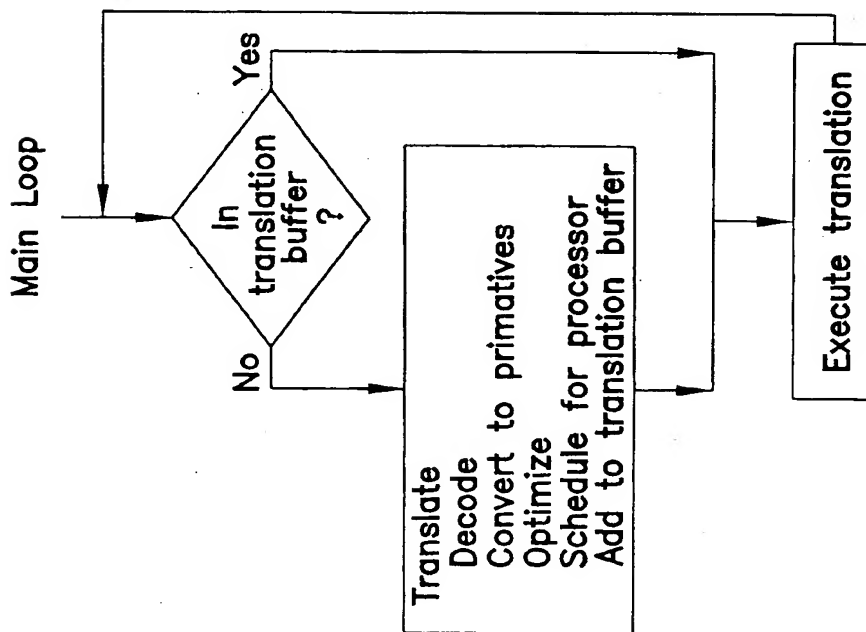 Main Loop
In
translation
buffer
?
Yes
No
Translate
Decode
Convert to primatives
Optimize
Schedule for processor
Add to translation buffer
Execute translation